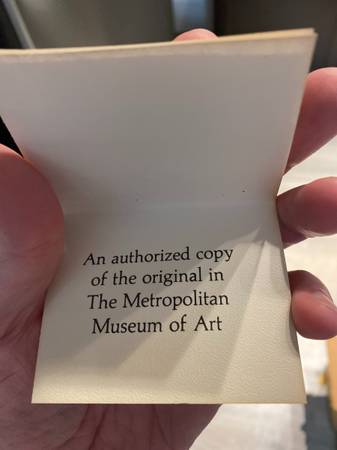 An authorized copy
of the original in
The Metropolitan
Museum of Art